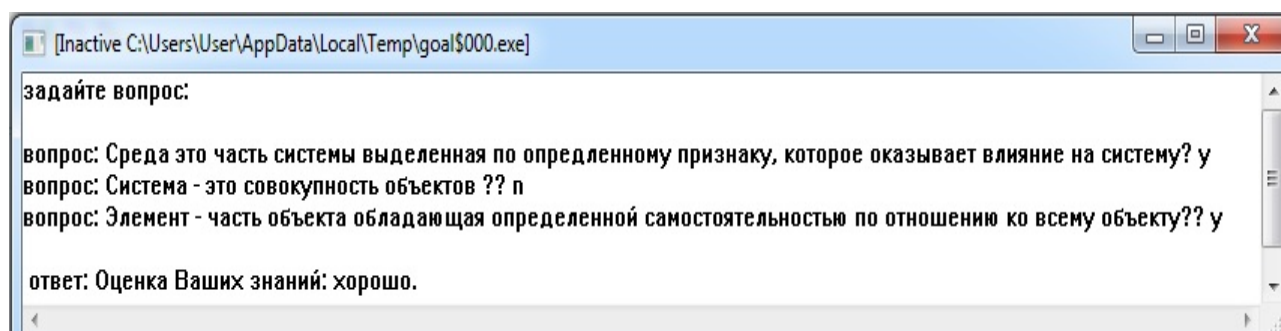 [Inactive C:\Users\User\AppData\Local\Temp\goal$000.exe]
задайте вопрос:
вопрос: Среда это часть системы выделенная по опредленному признаку, которое оказывает влияние на систему? y
вопрос: Система - это совокупность объектов ?? n
вопрос: Элемент - часть объекта обладающая определенной самостоятельностью по отношению ко всему объекту?? y
ответ: Оценка Ваших знаний: хорошо.